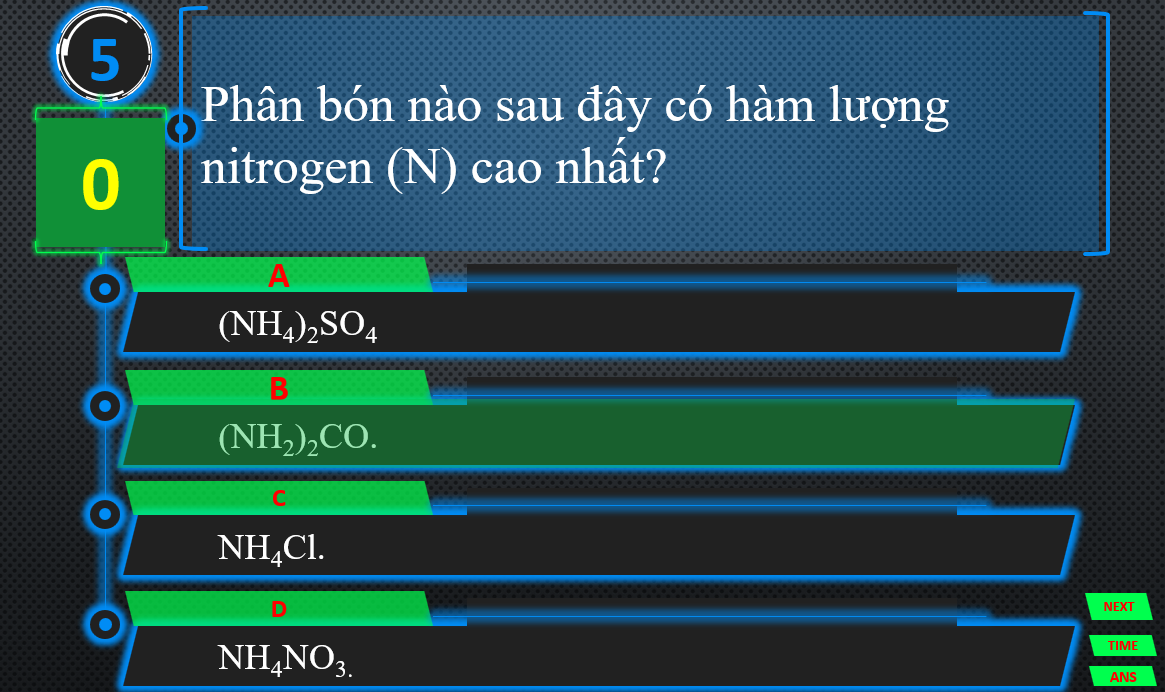 5
0
Phân bón nào sau đây có hàm lượng
nitrogen (N) cao nhất?
A
(NH₄)₂SO₄
B
(NH₂)₂CO.
C
NH₄Cl.
D
NH₄NO₃.
NEXT
TIME
ANS